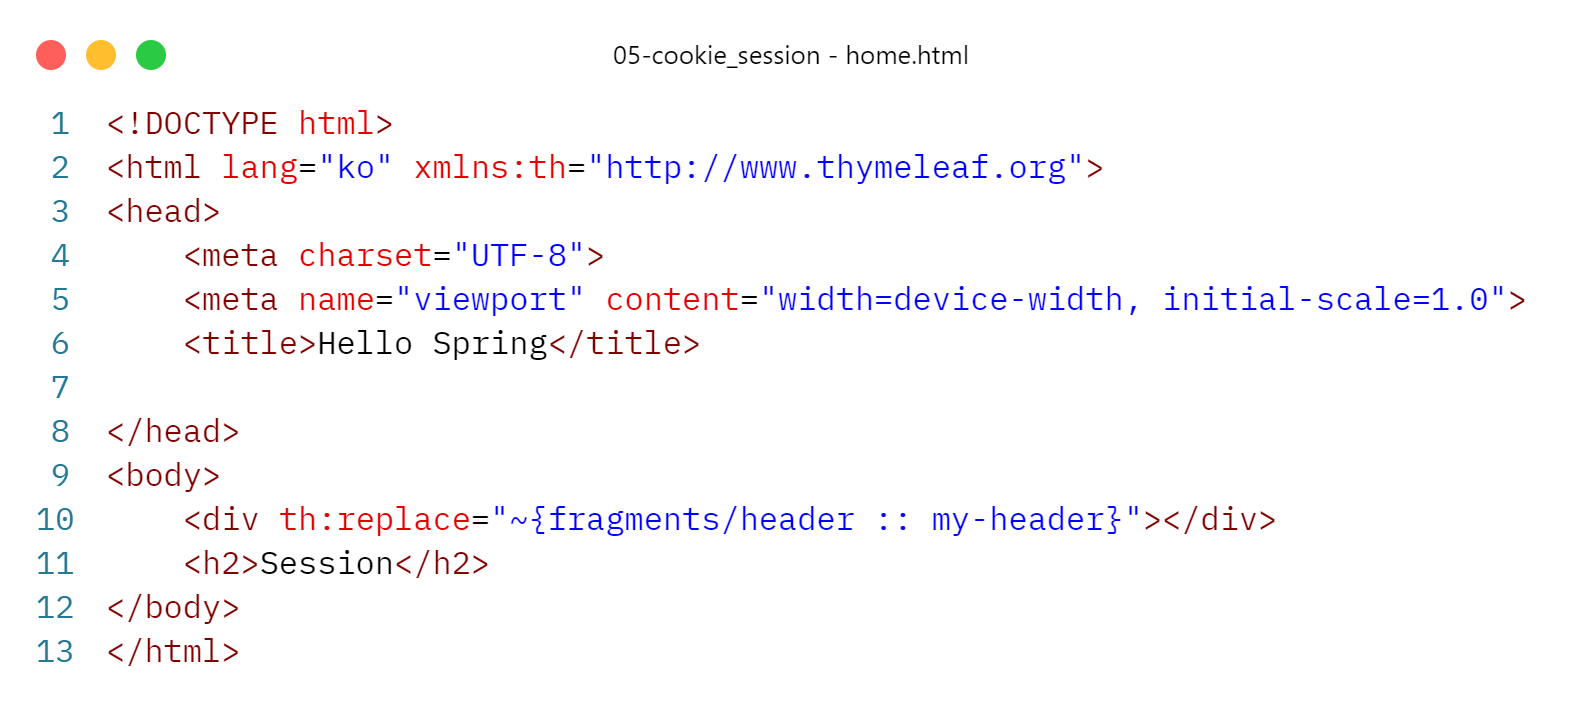 05-cookie_session - home.html
1 <!DOCTYPE html>
2 <html lang="ko" xmlns:th="http://www.thymeleaf.org">
3 <head>
4     <meta charset="UTF-8">
5     <meta name="viewport" content="width=device-width, initial-scale=1.0">
6     <title>Hello Spring</title>
7
8 </head>
9 <body>
10     <div th:replace="~{fragments/header :: my-header}"></div>
11     <h2>Session</h2>
12 </body>
13 </html>